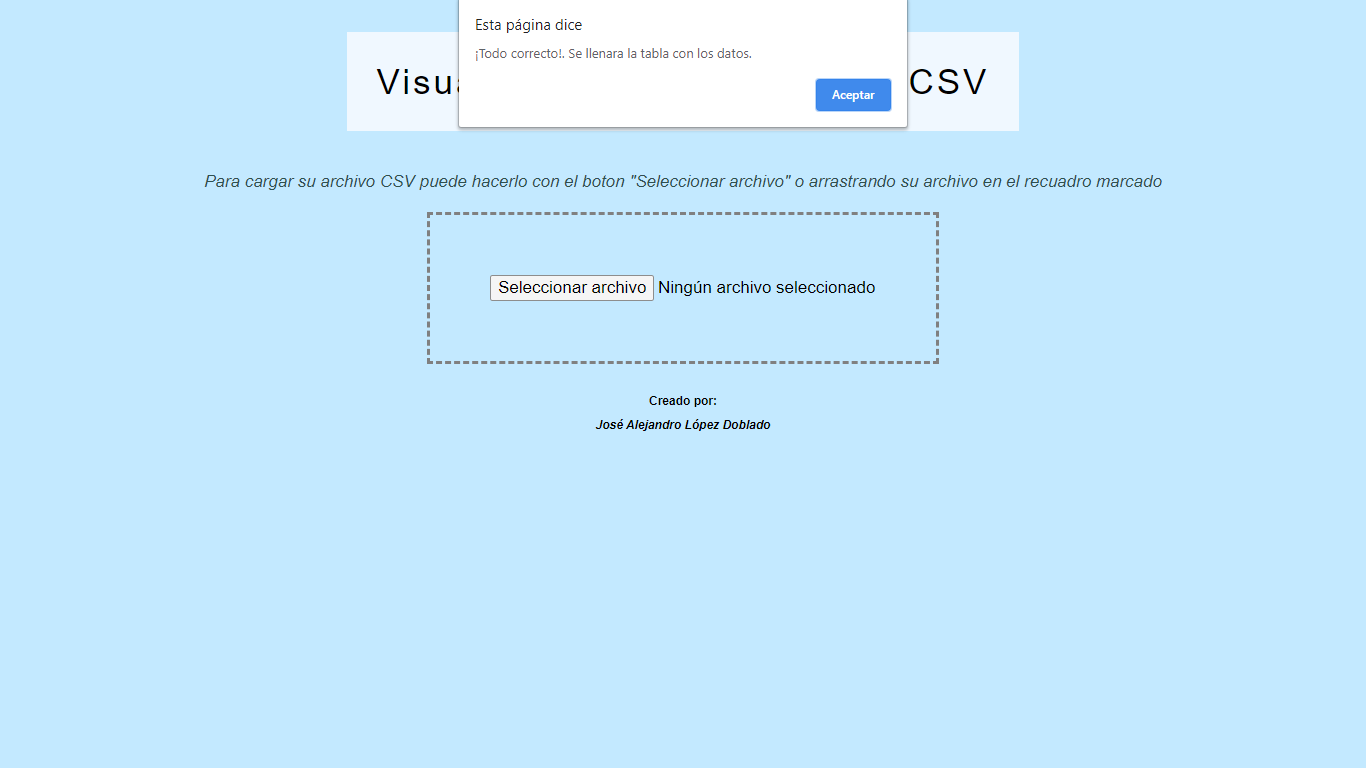 Esta página dice
¡Todo correcto!. Se llenara la tabla con los datos.
Aceptar
CSV
Para cargar su archivo CSV puede hacerlo con el boton "Seleccionar archivo" o arrastrando su archivo en el recuadro marcado
Seleccionar archivo Ningún archivo seleccionado
Creado por:
José Alejandro López Doblado